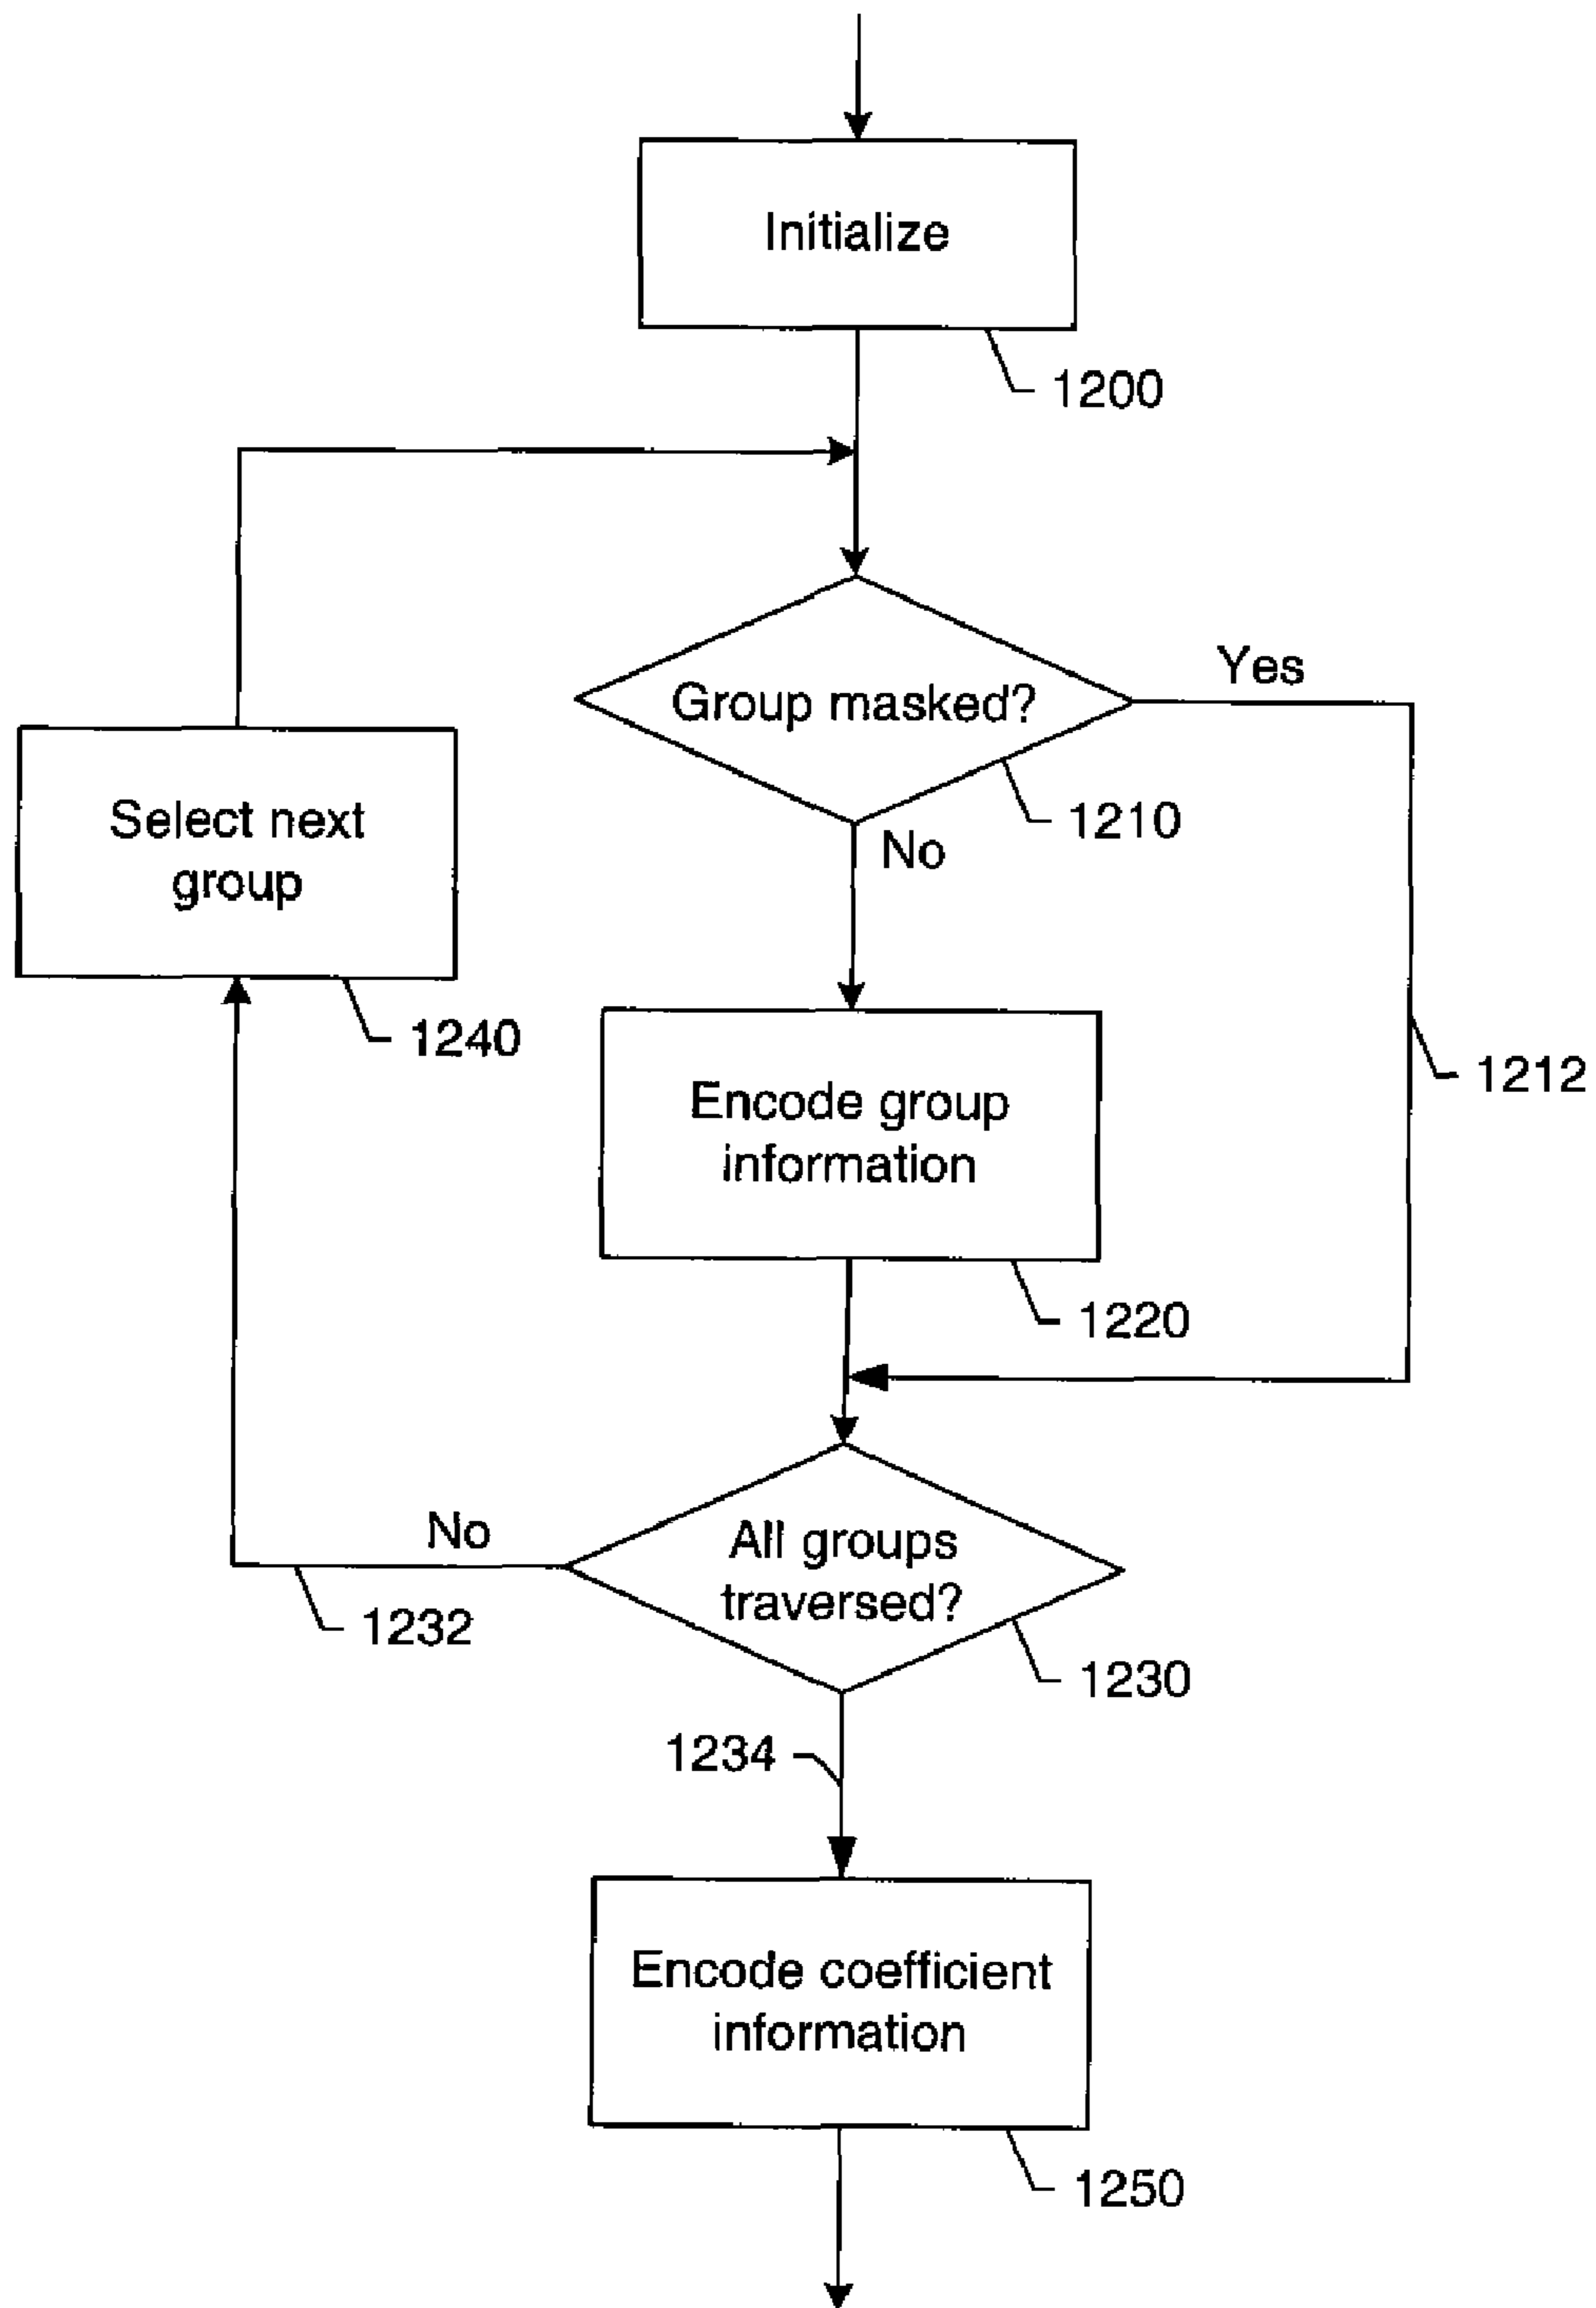 Initialize
1200
Yes
Group masked?
1210
No
Select next
group
1240
1212
Encode group
information
1220
No
All groups
traversed?
1232
1230
1234
Encode coefficient
information
1250